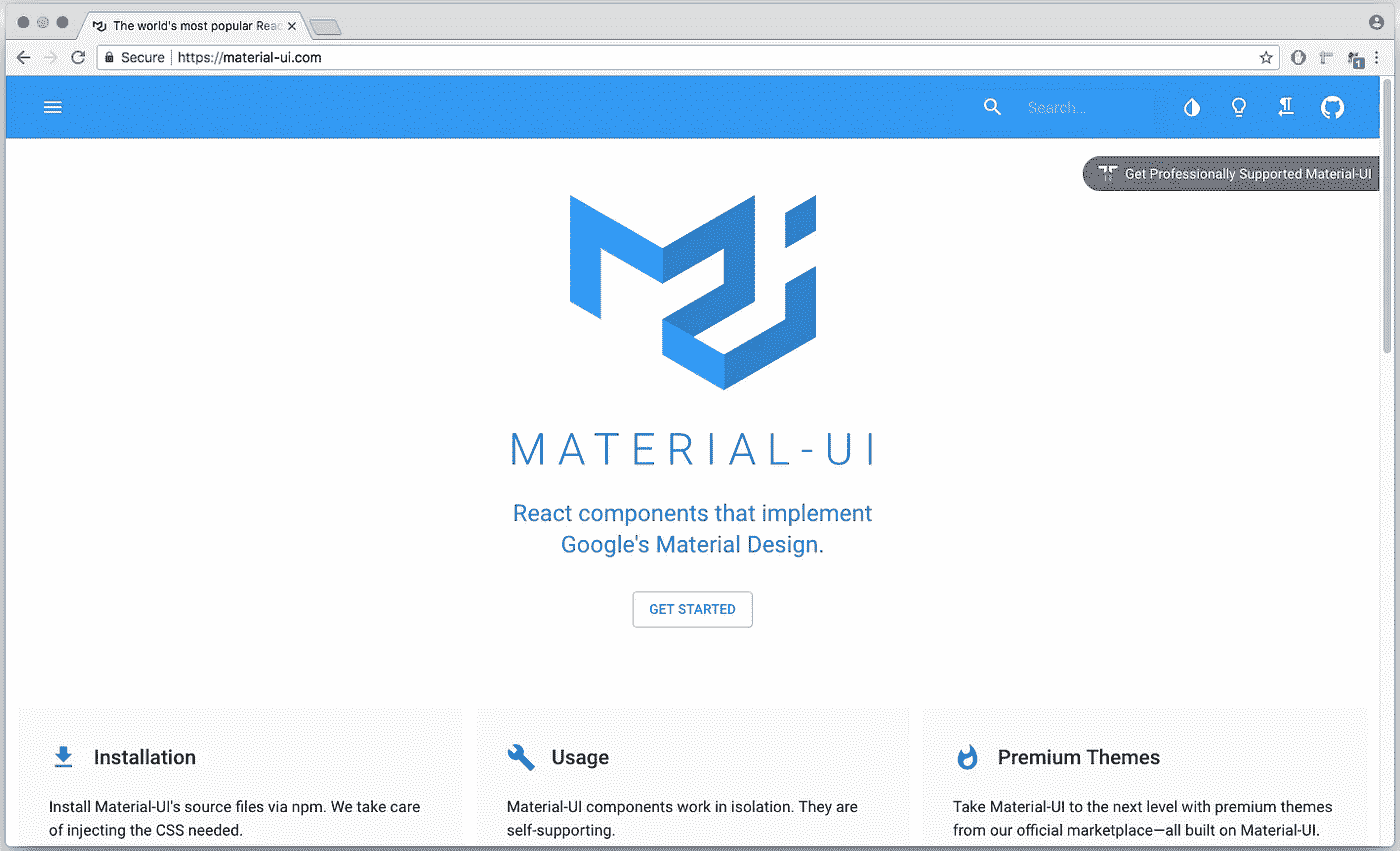 The world's most popular Reac
Secure https://material-ui.com
1
Search...
Get Professionally Supported Material-UI
MATERIAL-UI
React components that implement
Google's Material Design.
GET STARTED
Installation
Install Material-UI's source files via npm. We take care
of injecting the CSS needed.
Usage
Material-UI components work in isolation. They are
self-supporting.
Premium Themes
Take Material-UI to the next level with premium themes
from our official marketplace—all built on Material-UI.